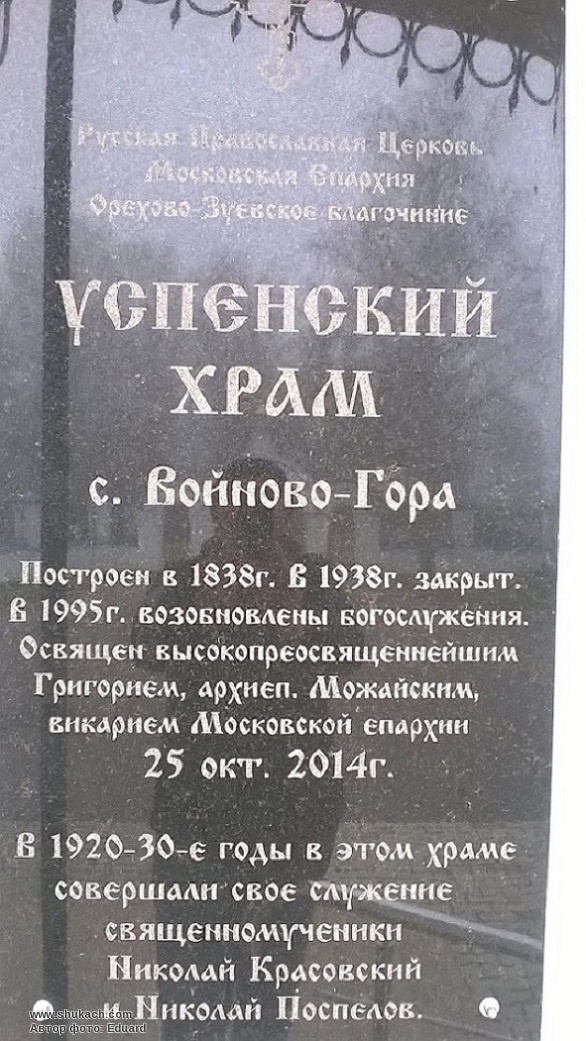 Русская Православная Церковь
Московская Епархия
Орехово-Зуевское благочиние
УСПЕНСКИЙ
ХРАМ
с. Войново-Гора
Построен в 1838г. В 1938г. закрыт.
В 1995г. возобновлены богослужения.
Освящен высокопреосвященнейшим
Григорием, архиеп. Можайским,
викарием Московской епархии
25 окт. 2014г.
В 1920-30-е годы в этом храме
совершали свое служение
священномученики
Николай Красовский
и Николай Поспелов.
www.shukach.com
Автор фото: Eduard